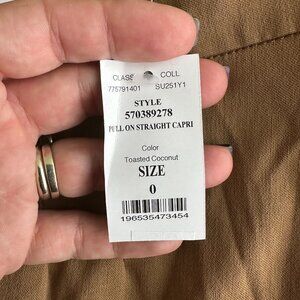 CLASS COLL
775791401 SU251Y1
STYLE
570389278
PULL ON STRAIGHT CAPRI
Color
Toasted Coconut
SIZE
0
196535473454